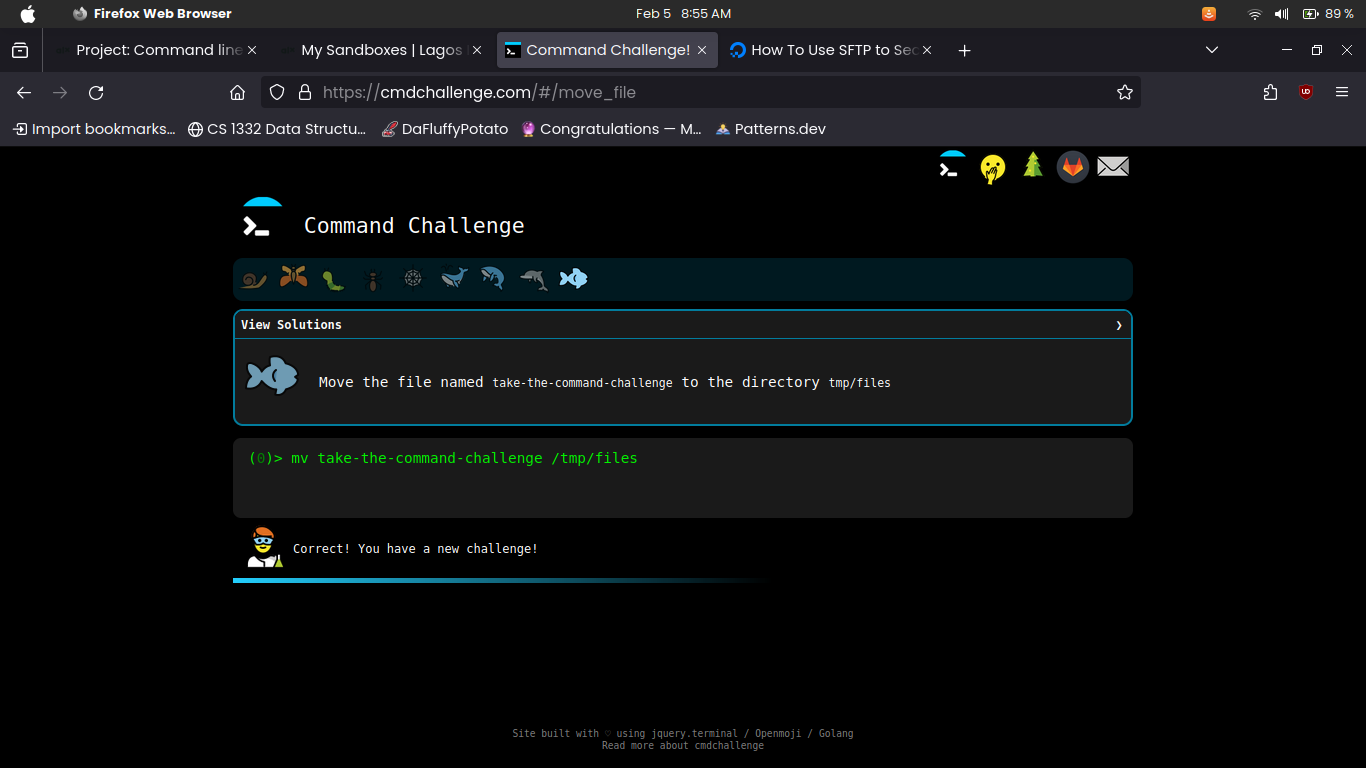 Firefox Web Browser
Feb 5 8:55 AM
89 %
Project: Command line
My Sandboxes | Lagos
Command Challenge!
How To Use SFTP to Sec
https://cmdchallenge.com/#/move_file
Import bookmarks...
CS 1332 Data Structu...
DaFluffyPotato
Congratulations — M...
Patterns.dev
Command Challenge
View Solutions
Move the file named take-the-command-challenge to the directory tmp/files
(0)> mv take-the-command-challenge /tmp/files
Correct! You have a new challenge!
Site built with ♡ using jquery.terminal / Openmoji / Golang
Read more about cmdchallenge